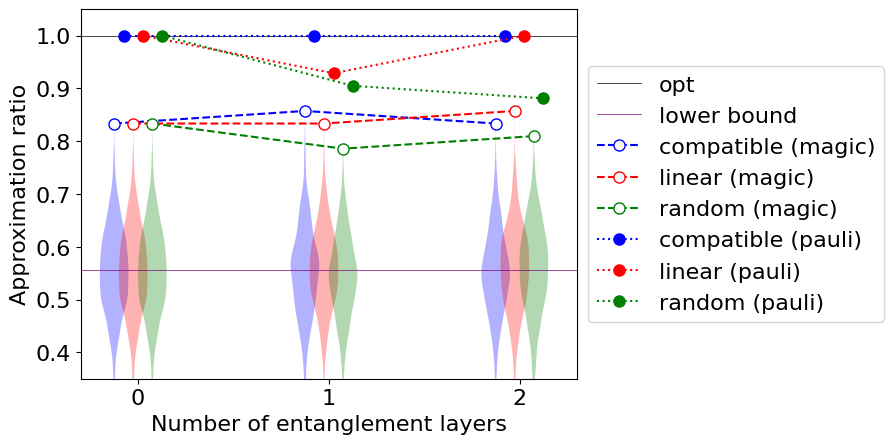 1.0
0.9
0.8
0.7
0.6
0.5
0.4
Approximation ratio
0 1 2
Number of entanglement layers
opt
lower bound
compatible (magic)
linear (magic)
random (magic)
compatible (pauli)
linear (pauli)
random (pauli)